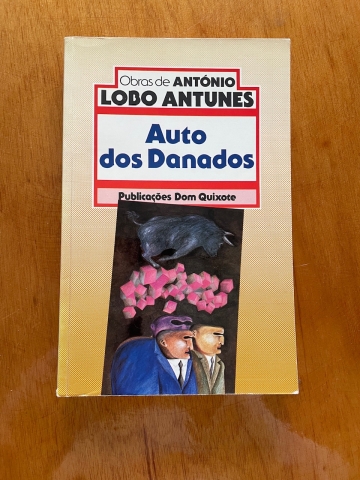 Obras de ANTÓNIO
LOBO ANTUNES
Auto
dos Danados
Publicações Dom Quixote